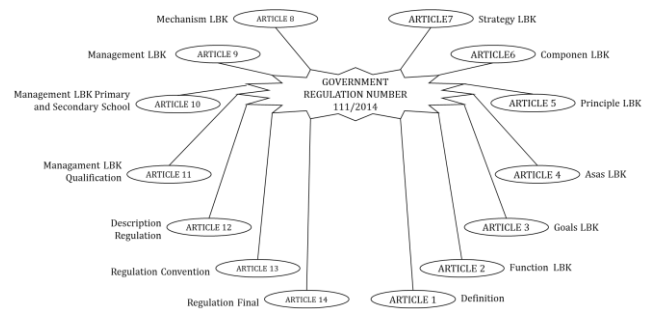 Mechanism LBK
ARTICLE 8
ARTICLE7
Strategy LBK
Management LBK
ARTICLE 9
ARTICLE6
Componen LBK
GOVERNMENT
REGULATION NUMBER
111/2014
Management LBK Primary
and Secondary School
ARTICLE 10
ARTICLE 5
Principle LBK
Managament LBK
Qualification
ARTICLE 11
ARTICLE 4
Asas LBK
Description
Regulation
ARTICLE 12
ARTICLE 3
Goals LBK
Regulation Convention
ARTICLE 13
ARTICLE 2
Function LBK
Regulation Final
ARTICLE 14
ARTICLE 1
Definition